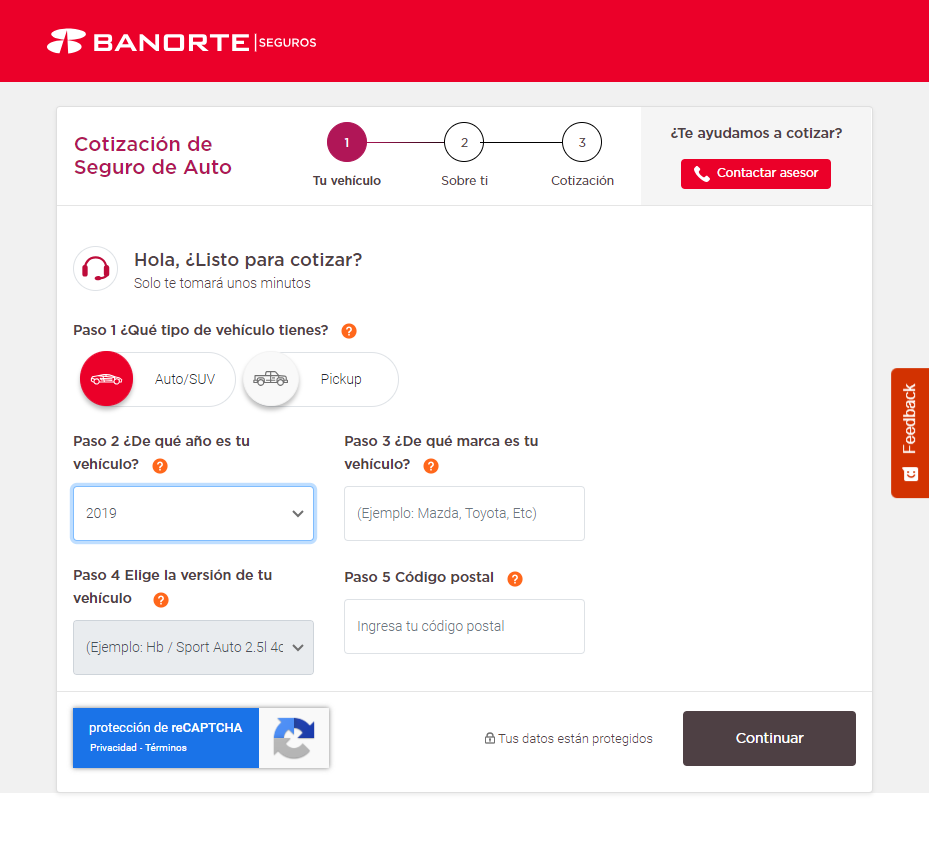 BANORTE | SEGUROS
Cotización de
Seguro de Auto
1
Tu vehículo
2
Sobre ti
3
Cotización
¿Te ayudamos a cotizar?
Contactar asesor
Hola, ¿Listo para cotizar?
Solo te tomará unos minutos
Paso 1 ¿Qué tipo de vehículo tienes? ?
Auto/SUV
Pickup
Feedback
Paso 2 ¿De qué año es tu
vehículo? ?
2019
Paso 3 ¿De qué marca es tu
vehículo? ?
(Ejemplo: Mazda, Toyota, Etc)
Paso 4 Elige la versión de tu
vehículo ?
(Ejemplo: Hb / Sport Auto 2.5l 4c
Paso 5 Código postal ?
Ingresa tu código postal
protección de reCAPTCHA
Privacidad - Términos
Tus datos están protegidos
Continuar